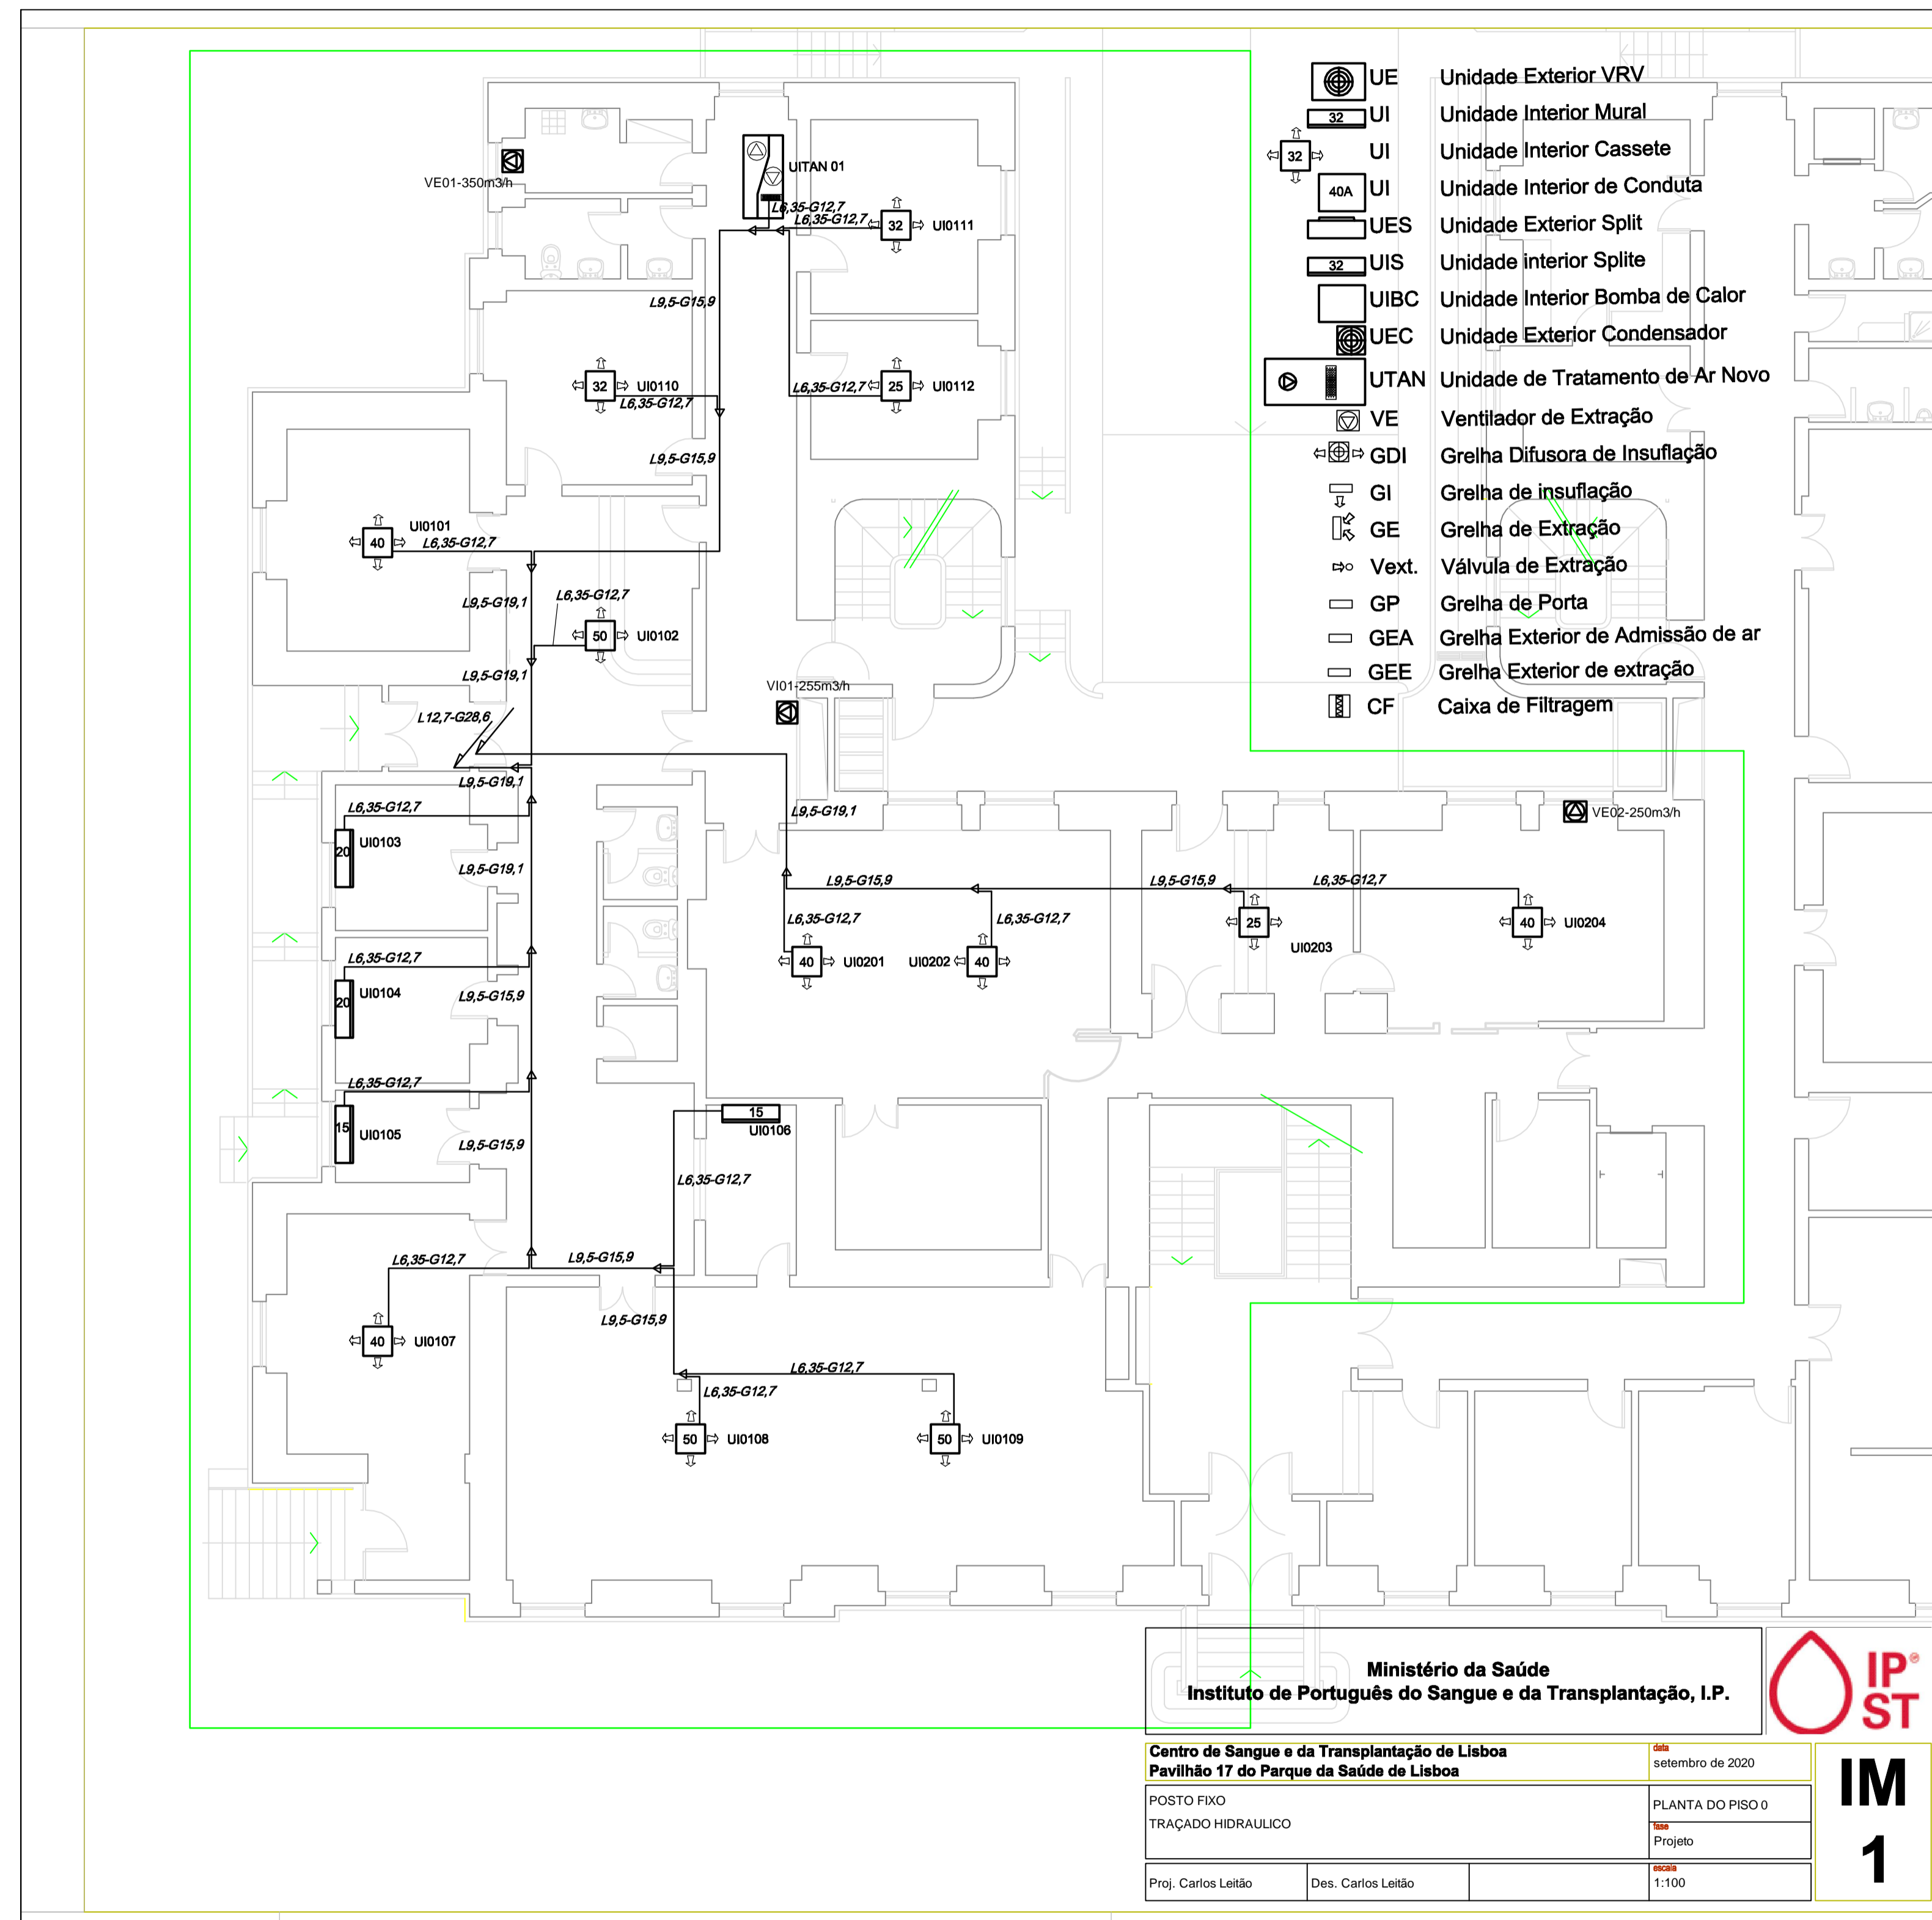 UE Unidade Exterior VRV
32 UI Unidade Interior Mural
32 UI Unidade Interior Cassete
40A UI Unidade Interior de Conduta
UES Unidade Exterior Split
32 UIS Unidade interior Splite
UIBC Unidade Interior Bomba de Calor
UEC Unidade Exterior Condensador
UTAN Unidade de Tratamento de Ar Novo
VE Ventilador de Extração
GDI Grelha Difusora de Insuflação
GI Grelha de insuflação
GE Grelha de Extração
Vext. Válvula de Extração
GP Grelha de Porta
GEA Grelha Exterior de Admissão de ar
GEE Grelha Exterior de extração
CF Caixa de Filtragem
VE01-350m3/h
UITAN 01
L6,35-G12,7
L6,35-G12,7
32 UI0111
L9,5-G15,9
32 UI0110
L6,35-G12,7
L6,35-G12,7
25 UI0112
L9,5-G15,9
UI0101
40
L6,35-G12,7
L9,5-G19,1
L6,35-G12,7
50 UI0102
L9,5-G19,1
VI01-255m3/h
L12,7-G28,6
L9,5-G19,1
L6,35-G12,7
20 UI0103
L9,5-G19,1
L9,5-G19,1
VE02-250m3/h
L9,5-G15,9
L9,5-G15,9
L6,35-G12,7
L6,35-G12,7
L6,35-G12,7
40 UI0201
UI0202 40
25
UI0203
40 UI0204
L6,35-G12,7
20 UI0104
L9,5-G15,9
L6,35-G12,7
15 UI0105
L9,5-G15,9
15
UI0106
L6,35-G12,7
L6,35-G12,7
L9,5-G15,9
40 UI0107
L9,5-G15,9
L6,35-G12,7
L6,35-G12,7
50 UI0108
50 UI0109
Ministério da Saúde
Instituto de Português do Sangue e da Transplantação, I.P.
IP®
ST
Centro de Sangue e da Transplantação de Lisboa
Pavilhão 17 do Parque da Saúde de Lisboa
data
setembro de 2020
POSTO FIXO
TRAÇADO HIDRAULICO
PLANTA DO PISO 0
fase
Projeto
Proj. Carlos Leitão
Des. Carlos Leitão
escala
1:100
IM
1